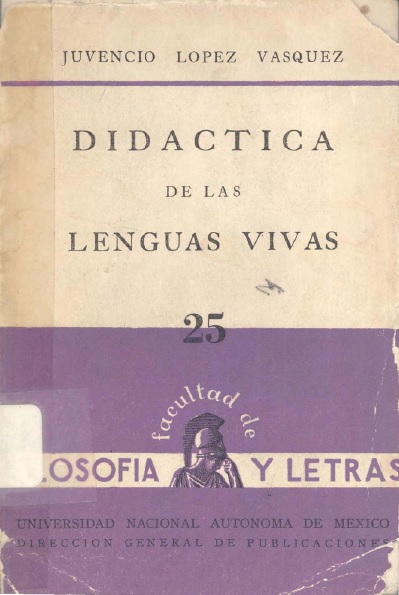 JUVENCIO LOPEZ VASQUEZ
DIDACTICA
DE LAS
LENGUAS VIVAS
25
facultad de
LOSOFIA Y LETRAS
UNIVERSIDAD NACIONAL AUTONOMA DE MEXICO
DIRECCION GENERAL DE PUBLICACIONES